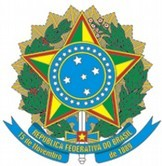 REPÚBLICA FEDERATIVA DO BRASIL
15 de Novembro de 1889